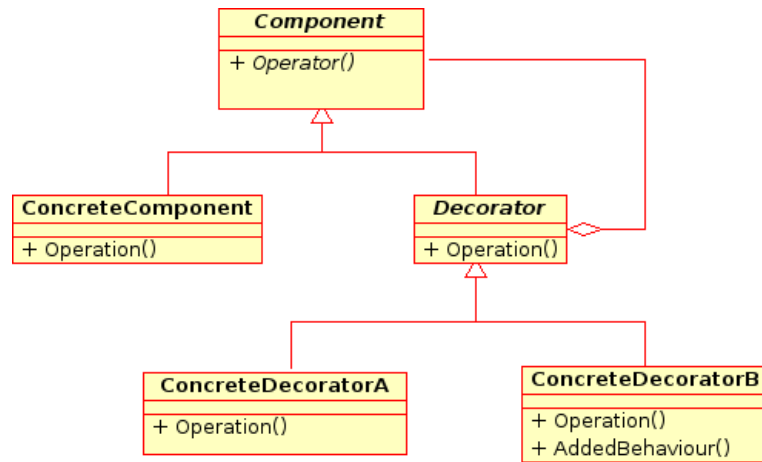 Component
+ Operator()
ConcreteComponent
+ Operation()
Decorator
+ Operation()
ConcreteDecoratorA
+ Operation()
ConcreteDecoratorB
+ Operation()
+ AddedBehaviour()